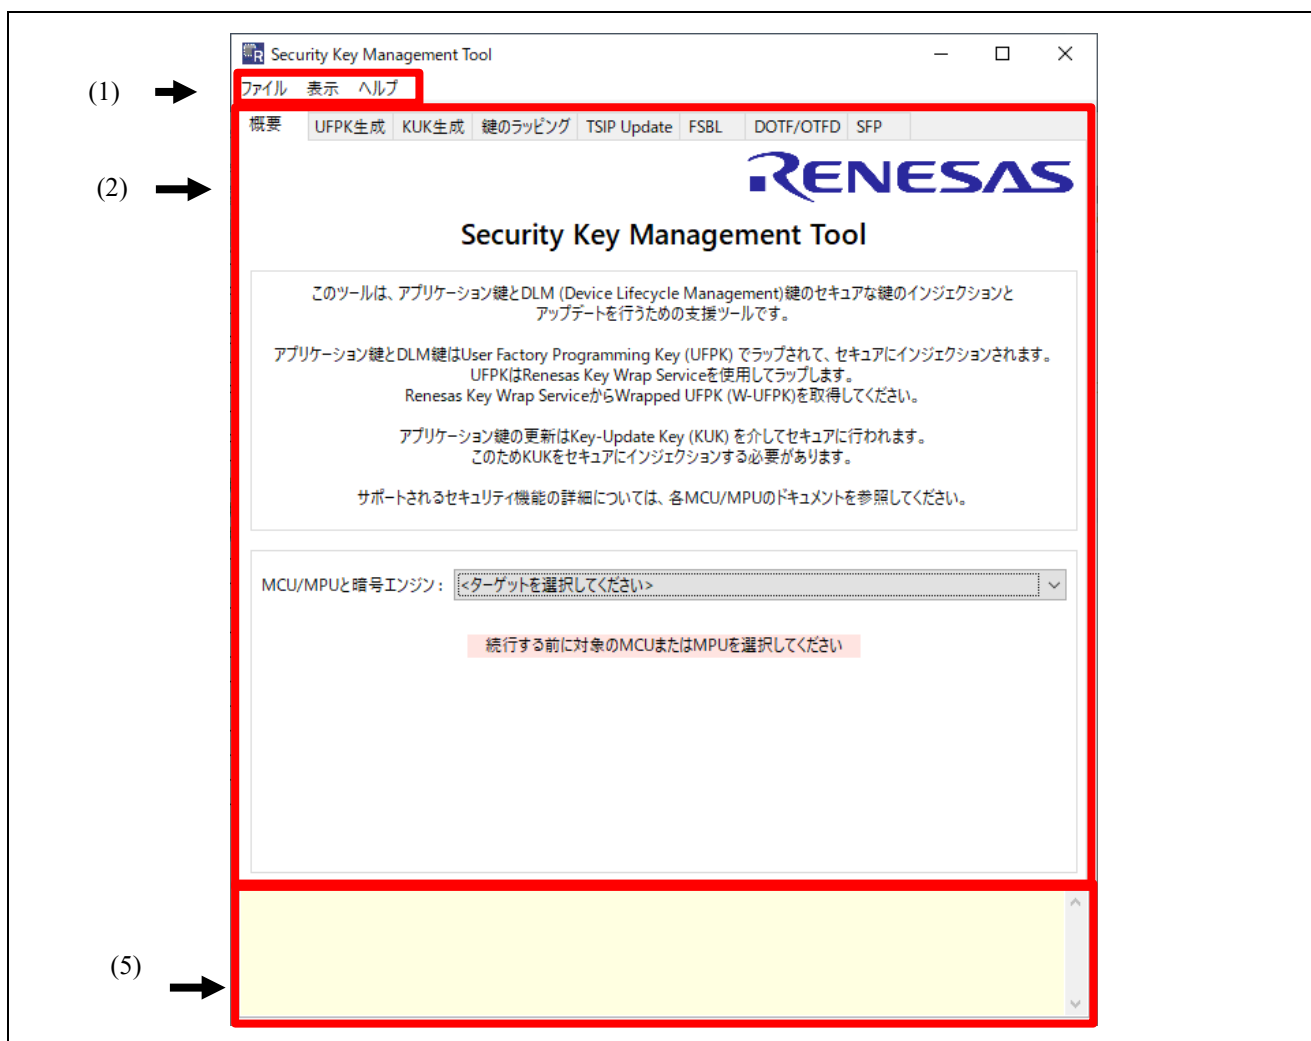 Security Key Management Tool
(1)
ファイル 表示 ヘルプ
概要 UFPK生成 KUK生成 鍵のラッピング TSIP Update FSBL DOTF/OTFD SFP
(2)
RENESAS
Security Key Management Tool
このツールは、アプリケーション鍵とDLM (Device Lifecycle Management)鍵のセキュアな鍵のインジェクションと
アップデートを行うための支援ツールです。
アプリケーション鍵とDLM鍵はUser Factory Programming Key (UFPK) でラップされて、セキュアにインジェクションされます。
UFPKはRenesas Key Wrap Serviceを使用してラップします。
Renesas Key Wrap ServiceからWrapped UFPK (W-UFPK)を取得してください。
アプリケーション鍵の更新はKey-Update Key (KUK) を介してセキュアに行われます。
このためKUKをセキュアにインジェクションする必要があります。
サポートされるセキュリティ機能の詳細については、各MCU/MPUのドキュメントを参照してください。
MCU/MPUと暗号エンジン : <ターゲットを選択してください>
続行する前に対象のMCUまたはMPUを選択してください
(5)